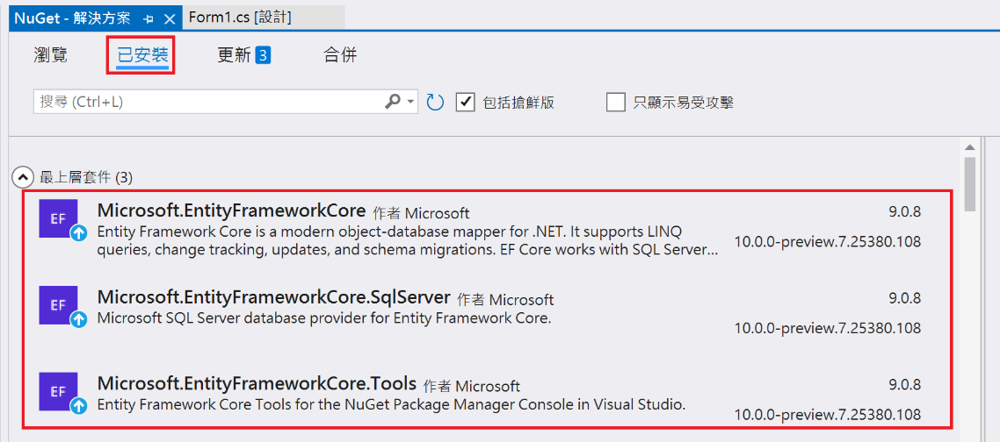 NuGet - 解決方案
Form1.cs [設計]
瀏覽 已安裝 更新 3 合併
搜尋 (Ctrl+L) 包括搶鮮版 只顯示易受攻擊
最上層套件 (3)
EF
Microsoft.EntityFrameworkCore 作者 Microsoft 9.0.8
Entity Framework Core is a modern object-database mapper for .NET. It supports LINQ
queries, change tracking, updates, and schema migrations. EF Core works with SQL Server...
10.0.0-preview.7.25380.108
EF
Microsoft.EntityFrameworkCore.SqlServer 作者 Microsoft 9.0.8
Microsoft SQL Server database provider for Entity Framework Core.
10.0.0-preview.7.25380.108
EF
Microsoft.EntityFrameworkCore.Tools 作者 Microsoft 9.0.8
Entity Framework Core Tools for the NuGet Package Manager Console in Visual Studio.
10.0.0-preview.7.25380.108